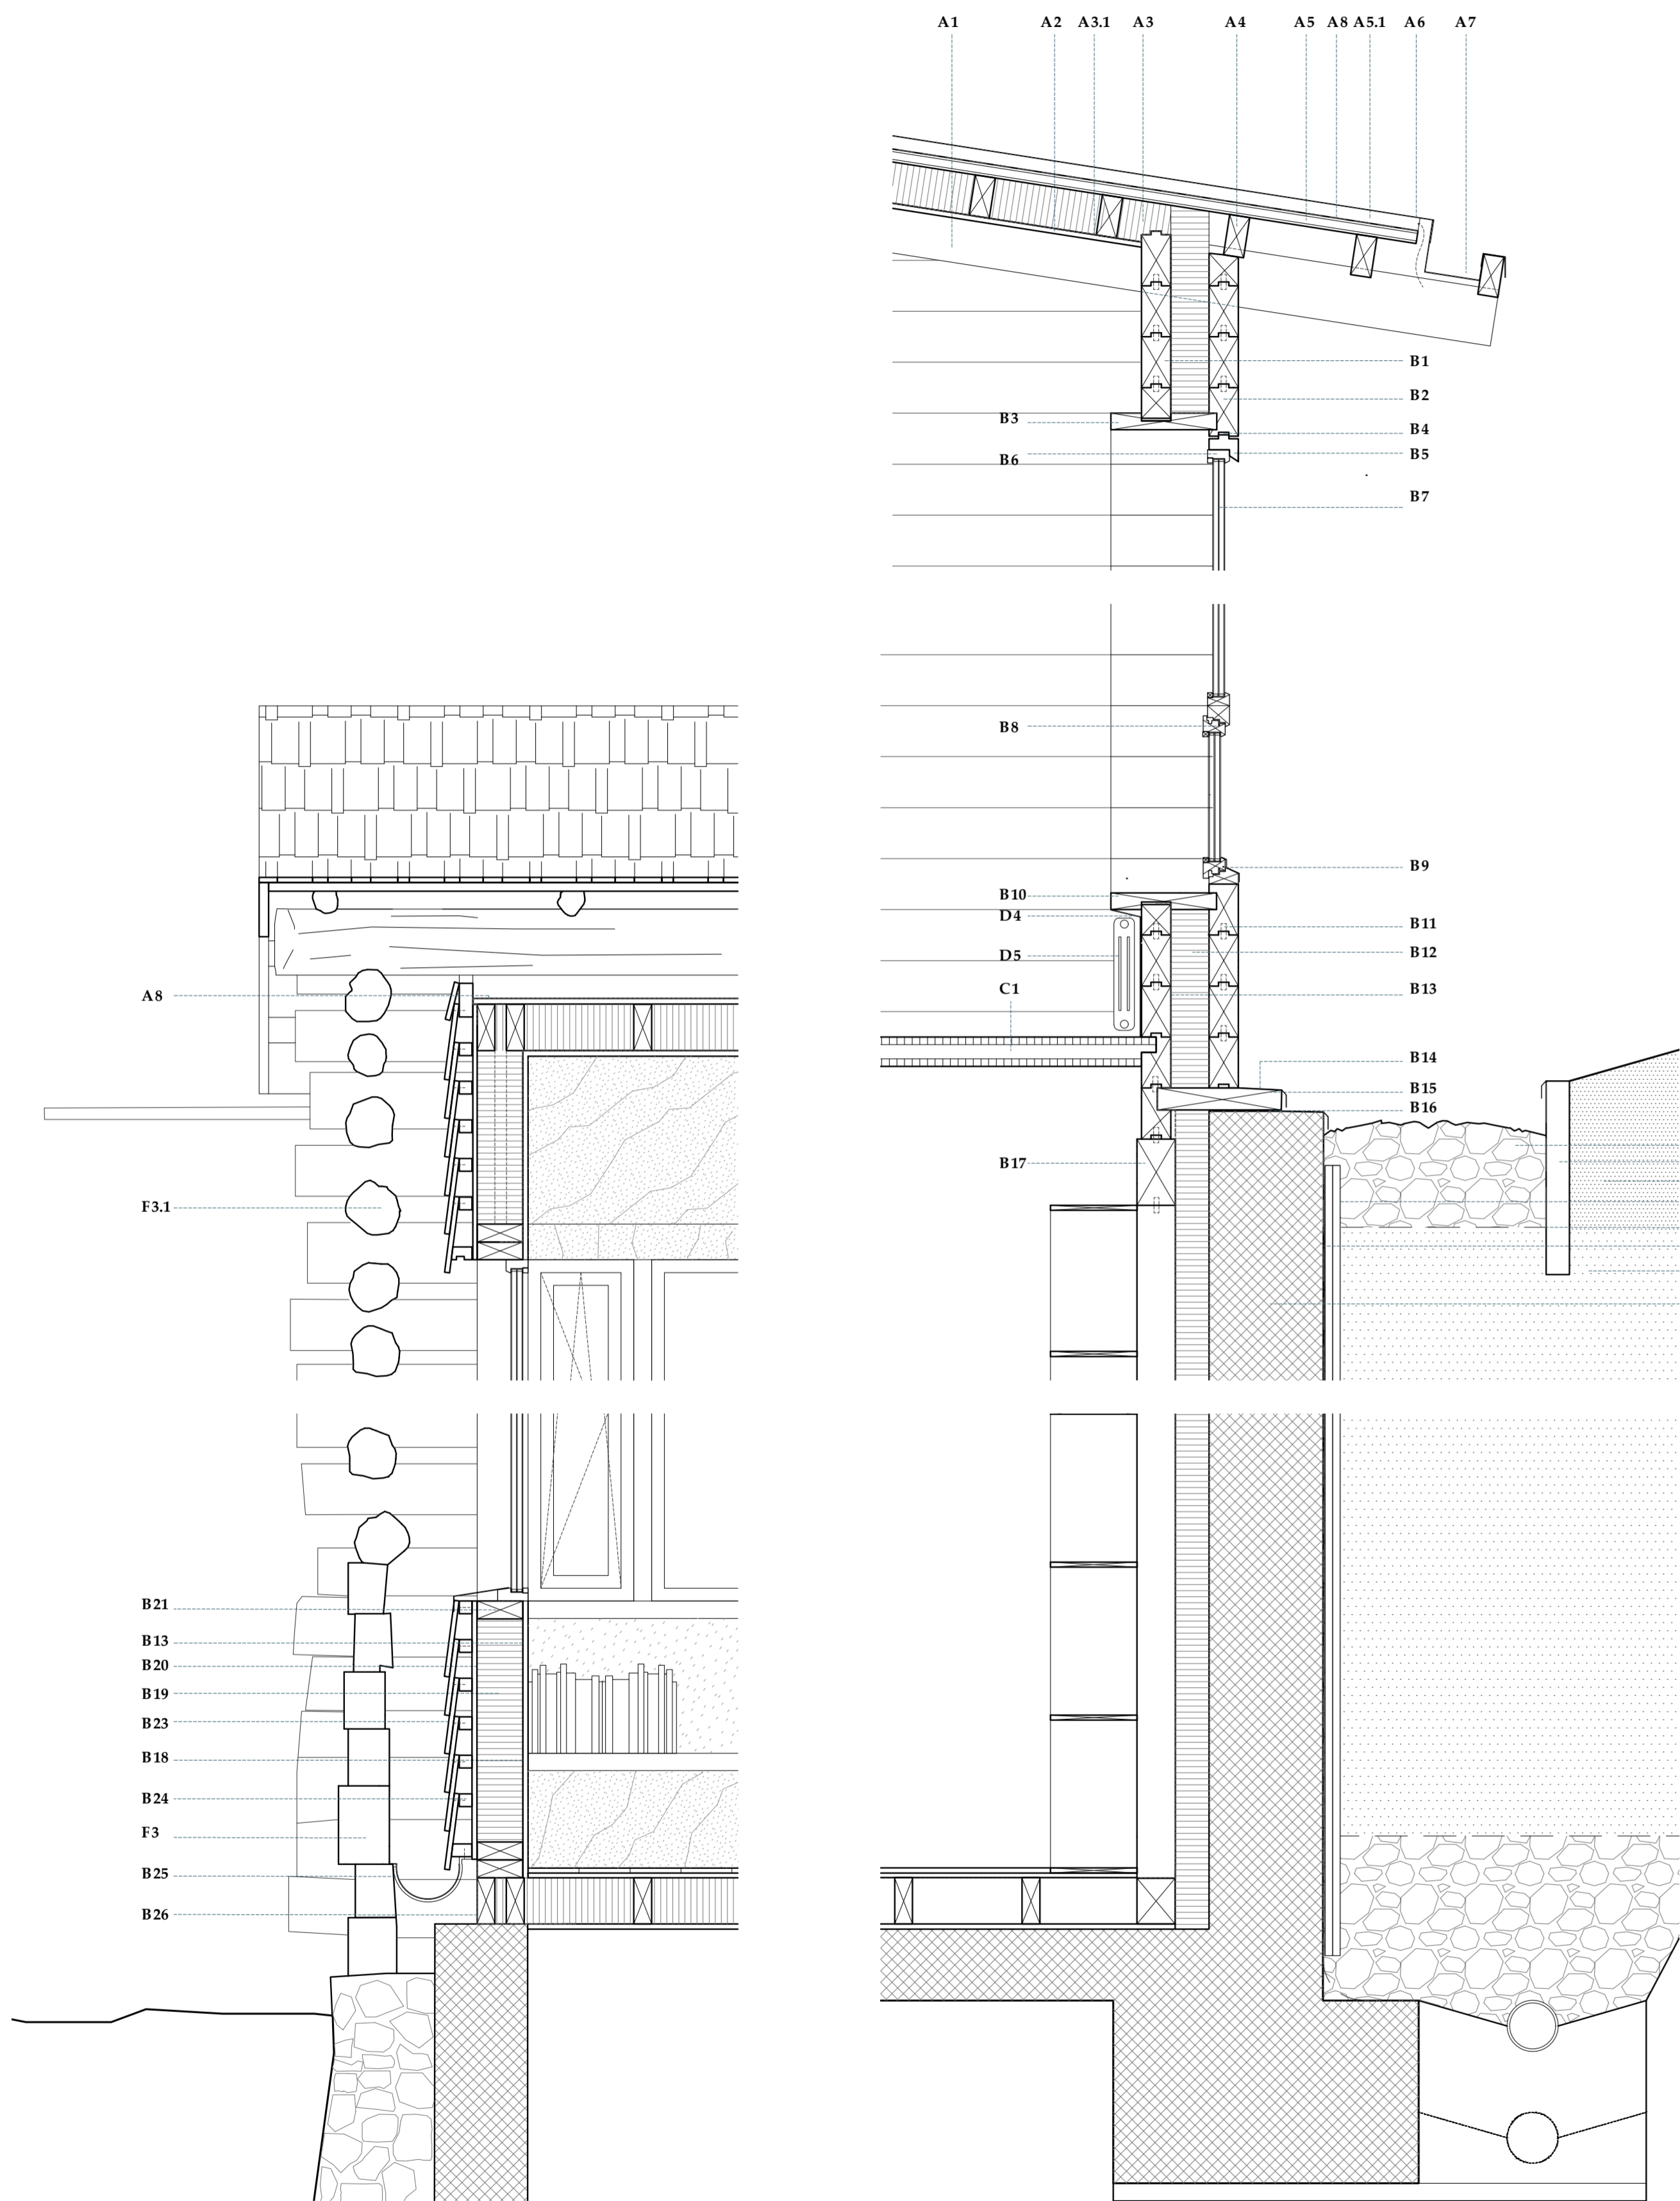 A1 A2 A3.1 A3 A4 A5 A8 A5.1 A6 A7
B1
B2
B3
B4
B5
B6
B7
B8
B9
B10
D4
B11
D5
B12
C1
B13
B14
B15
B16
B17
A8
F3.1
B21
B13
B20
B19
B23
B18
B24
F3
B25
B26